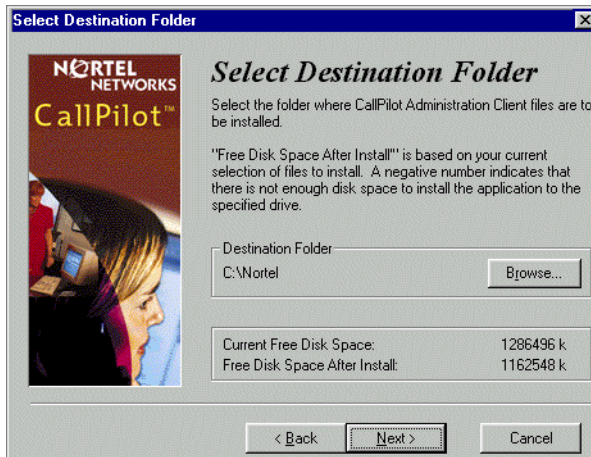 Select Destination Folder
NORTEL
NETWORKS
CallPilot™
Select Destination Folder
Select the folder where CallPilot Administration Client files are to
be installed.
"Free Disk Space After Install'" is based on your current
selection of files to install. A negative number indicates that
there is not enough disk space to install the application to the
specified drive.
Destination Folder
C:\Nortel
Browse...
Current Free Disk Space: 1286496 k
Free Disk Space After Install: 1162548 k
< Back Next > Cancel